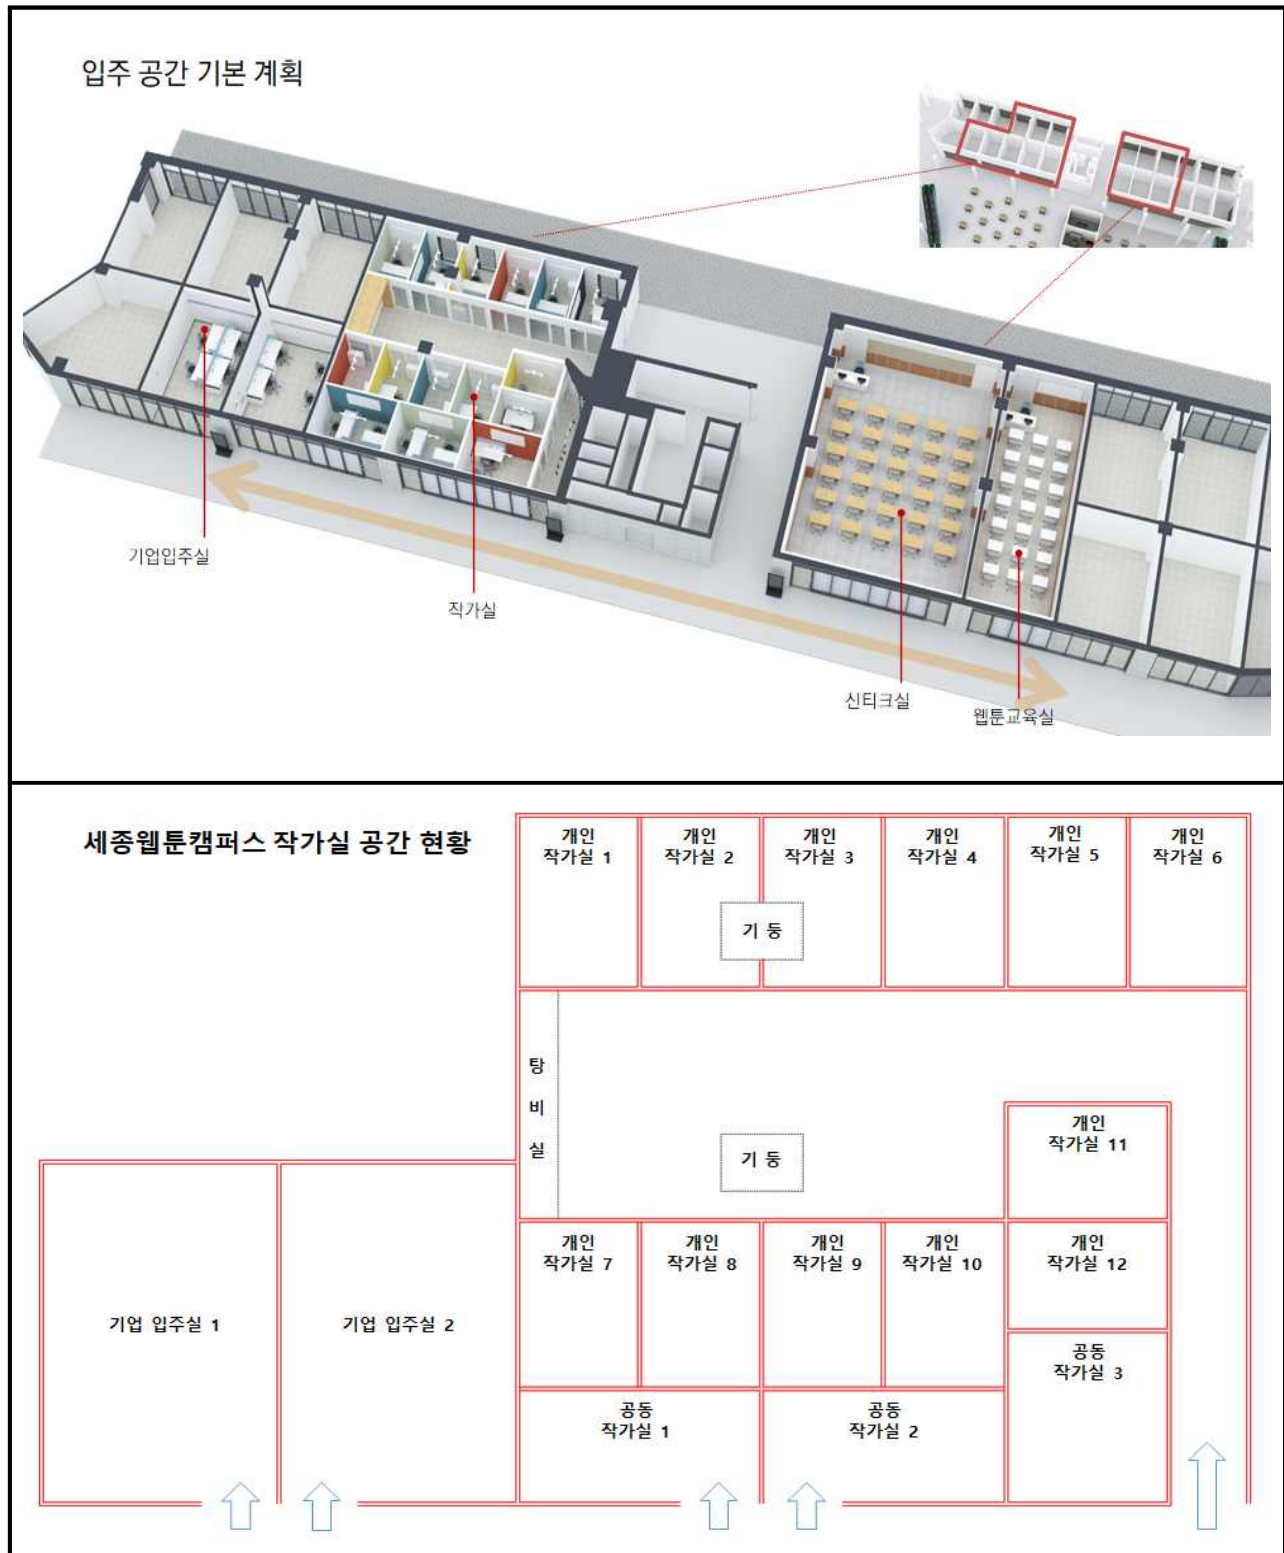 입주 공간 기본 계획
기업입주실
작가실
신티크실
웹툰교육실
세종웹툰캠퍼스 작가실 공간 현황
개인
작가실 1
개인
작가실 2
개인
작가실 3
개인
작가실 4
개인
작가실 5
개인
작가실 6
기 둥
탕
비
실
기 둥
개인
작가실 11
개인
작가실 7
개인
작가실 8
개인
작가실 9
개인
작가실 10
개인
작가실 12
기업 입주실 1
기업 입주실 2
공동
작가실 3
공동
작가실 1
공동
작가실 2